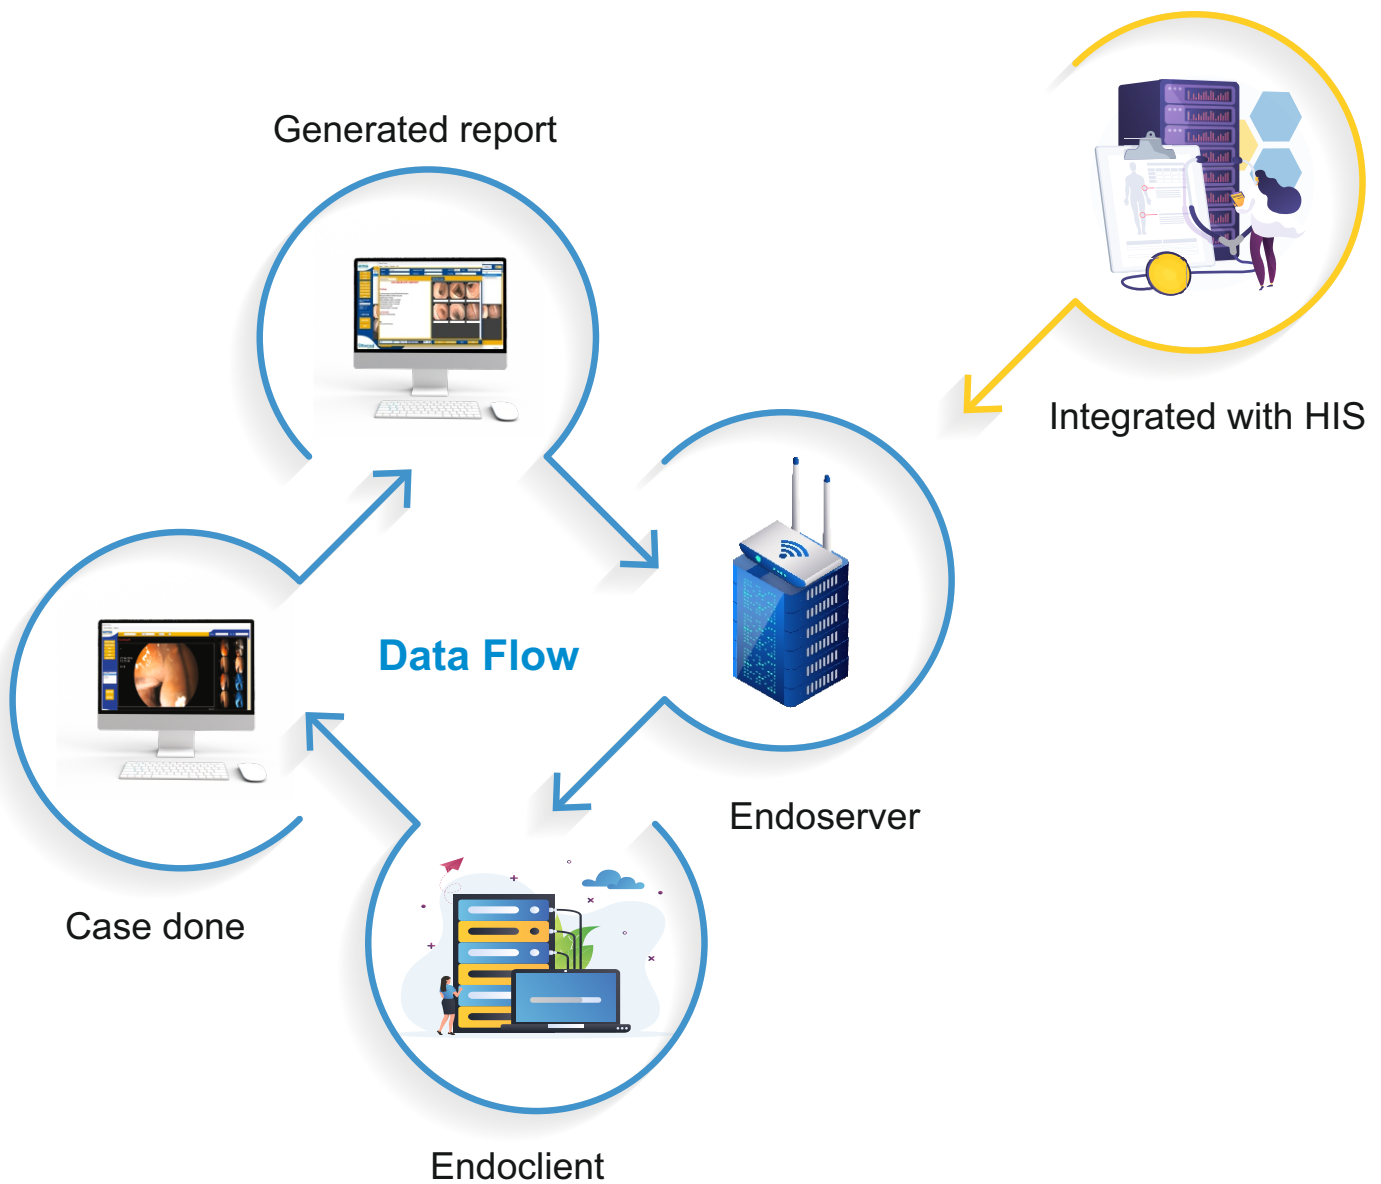 Generated report
Integrated with HIS
Data Flow
Endoserver
Case done
Endoclient